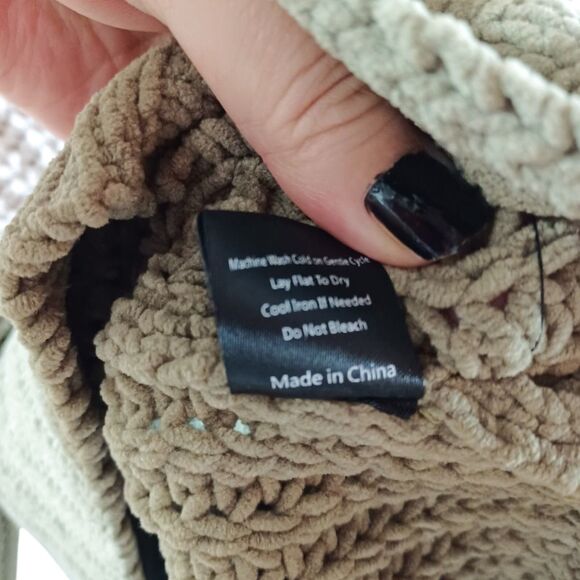 Machine Wash Cold on Gentle Cycle
Lay Flat To Dry
Cool Iron If Needed
Do Not Bleach
Made in China